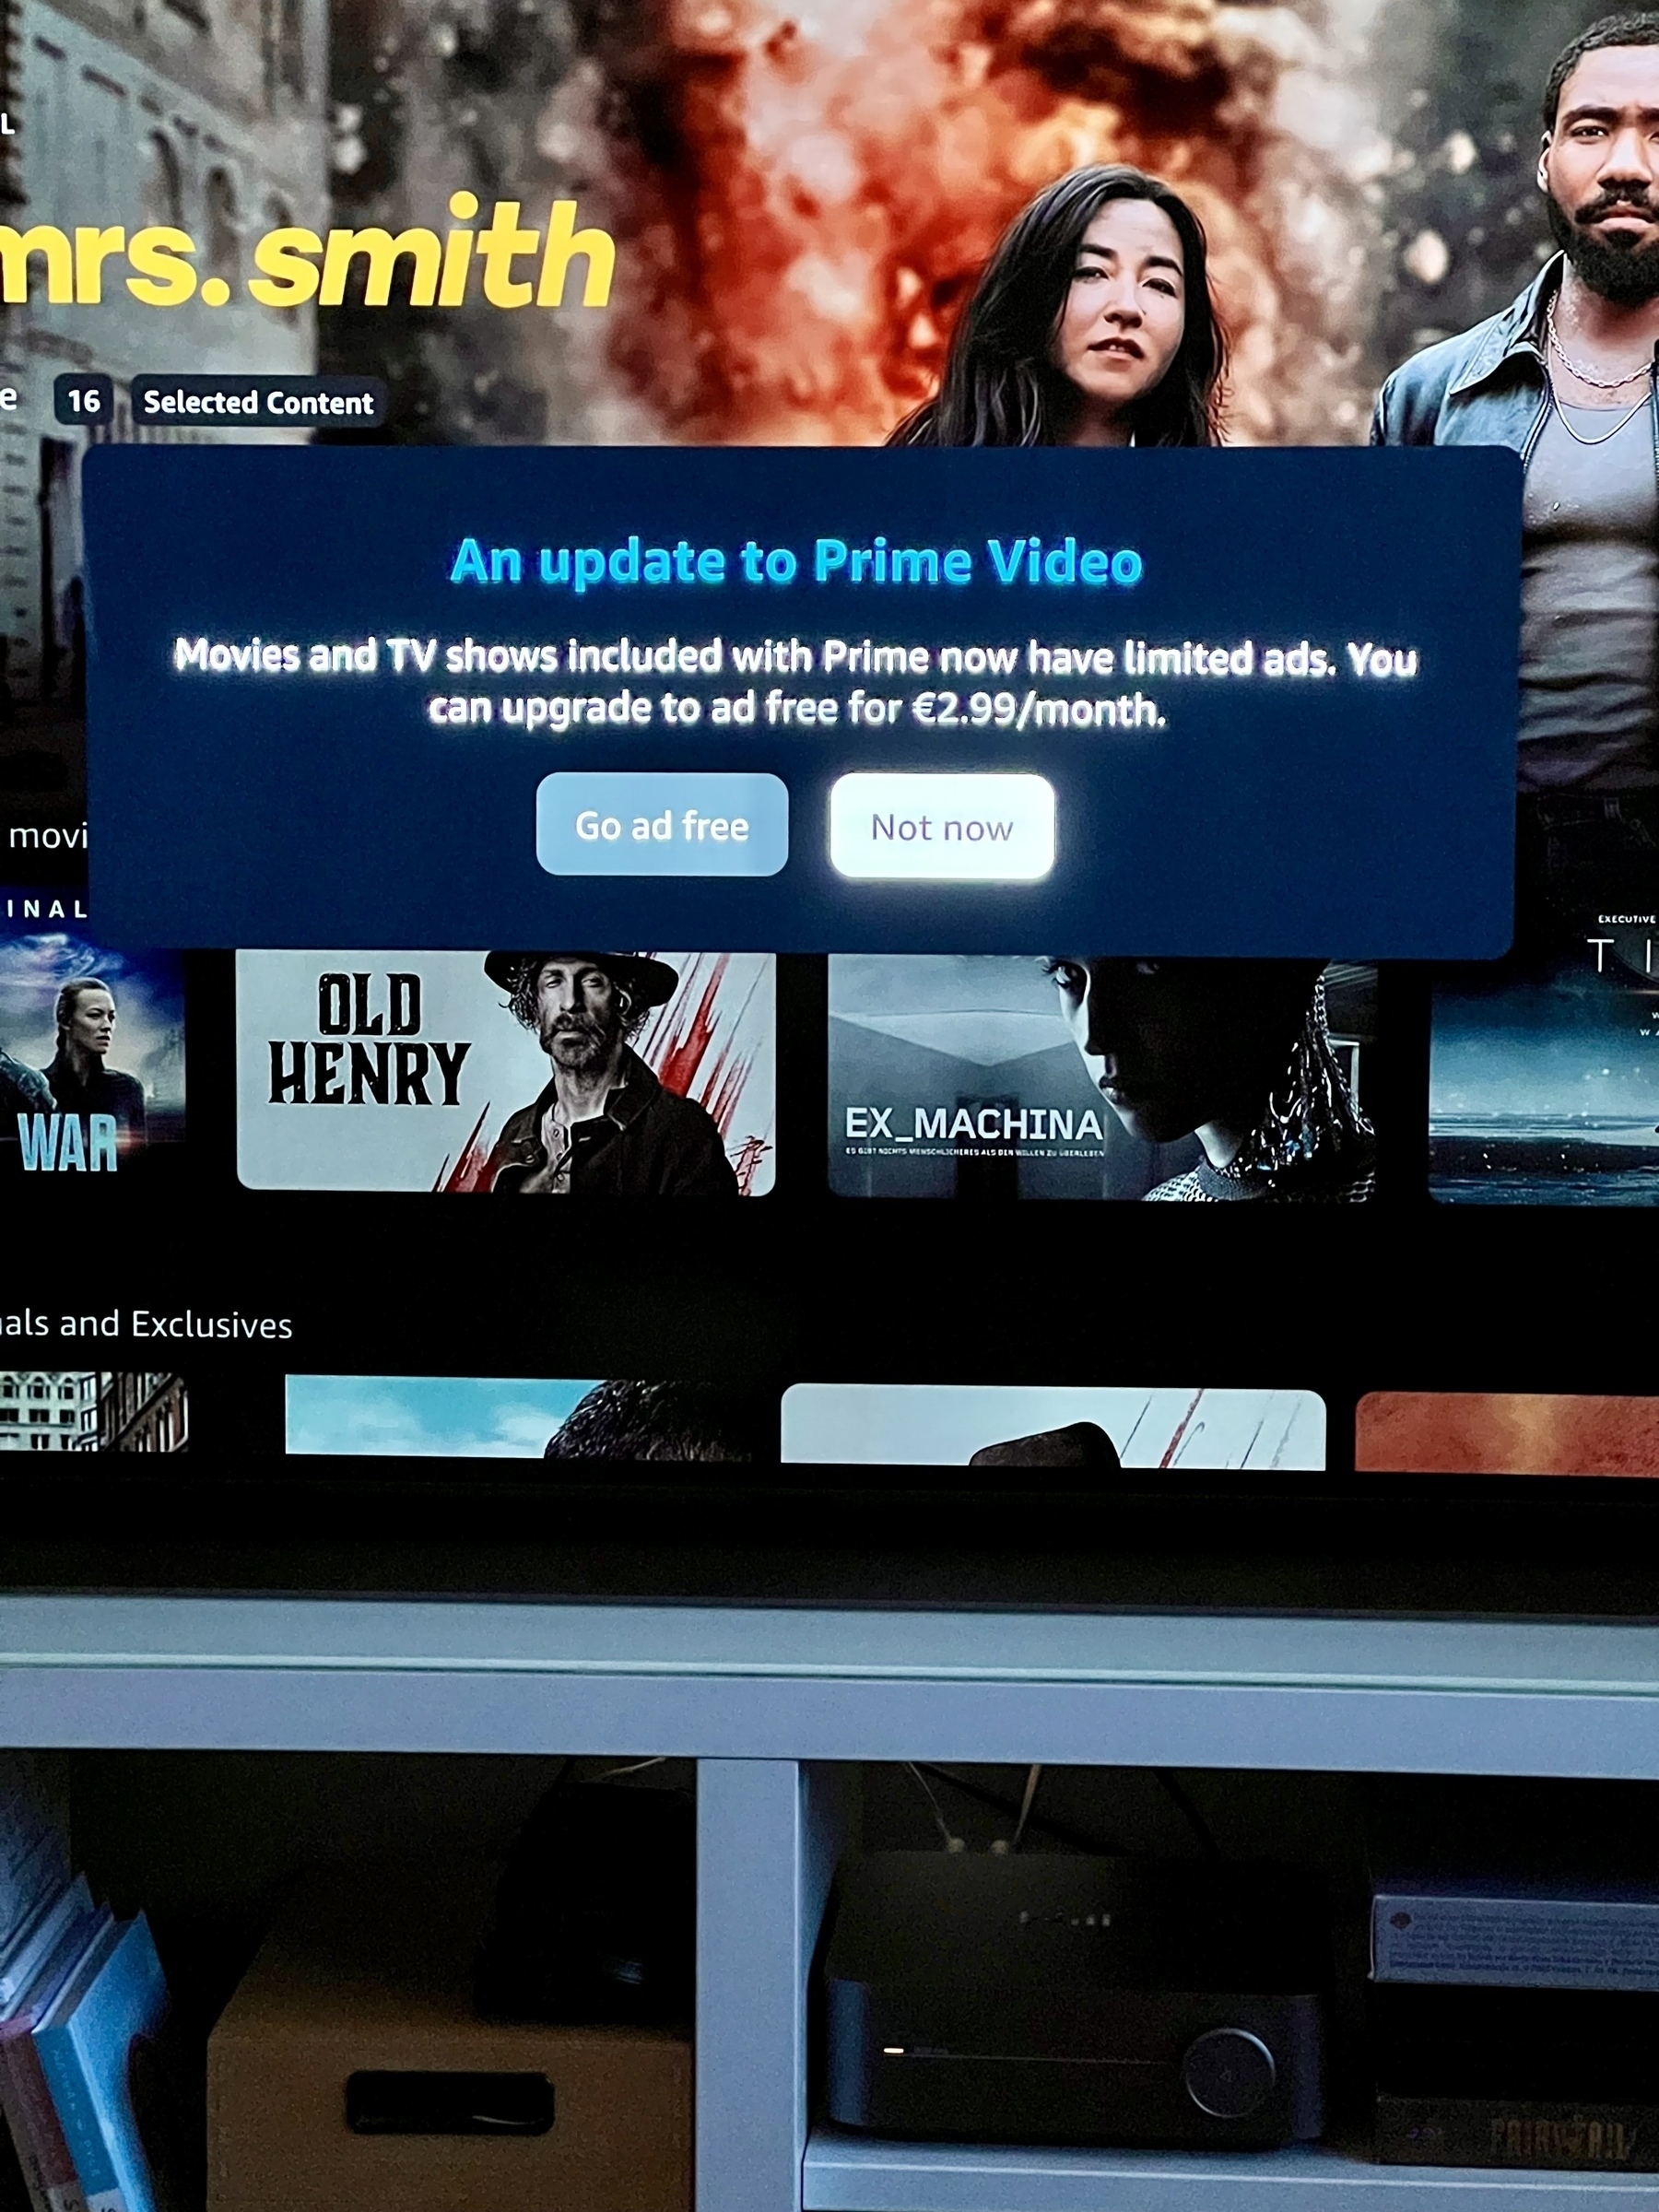 L
mrs. smith
e 16 Selected Content
An update to Prime Video
Movies and TV shows included with Prime now have limited ads. You
can upgrade to ad free for €2.99/month.
Go ad free Not now
movi
INAL
WAR
OLD
HENRY
EX_MACHINA
ES GIBT NICHTS MENSCHLICHERES ALS DEN WILLEN ZU ÜBERLEBEN
EXECUTIVE
TI
als and Exclusives
FAIRY TAIL